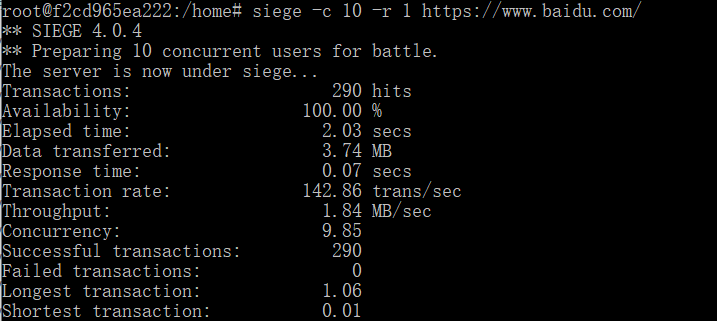 root@f2cd965ea222:/home# siege -c 10 -r 1 https://www.baidu.com/
** SIEGE 4.0.4
** Preparing 10 concurrent users for battle.
The server is now under siege...
Transactions: 290 hits
Availability: 100.00 %
Elapsed time: 2.03 secs
Data transferred: 3.74 MB
Response time: 0.07 secs
Transaction rate: 142.86 trans/sec
Throughput: 1.84 MB/sec
Concurrency: 9.85
Successful transactions: 290
Failed transactions: 0
Longest transaction: 1.06
Shortest transaction: 0.01